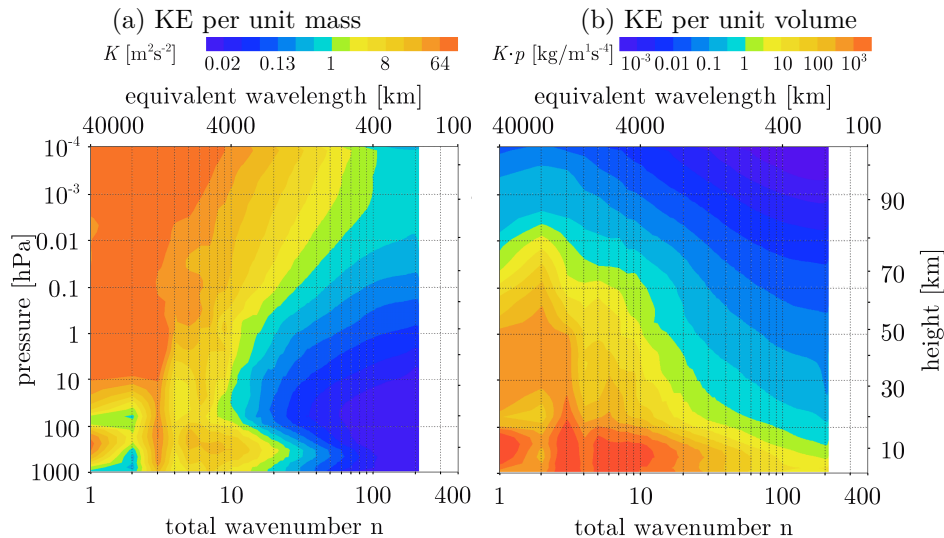 (a) KE per unit mass
K [m²s⁻²]
0.02 0.13 1 8 64
equivalent wavelength [km]
40000 4000 400 100
pressure [hPa]
10⁻⁴
10⁻³
0.01
0.1
1
10
100
1000
1 10 100 400
total wavenumber n
(b) KE per unit volume
K·p [kg/m¹s⁻⁴]
10⁻³ 0.01 0.1 1 10 100 10³
equivalent wavelength [km]
40000 4000 400 100
90
70
50
30
10
height [km]
1 10 100 400
total wavenumber n